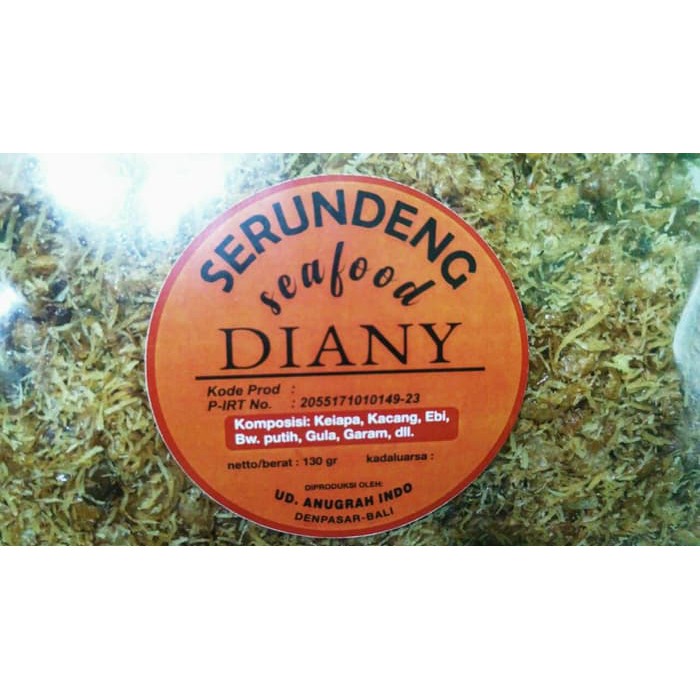 SERUNDENG
seafood
DIANY
Kode Prod :
P-IRT No. : 2055171010149-23
Komposisi: Keiapa, Kacang, Ebi,
Bw. putih, Gula, Garam, dll.
netto/berat : 130 gr kadaluarsa :
DIPRODUKSI OLEH:
UD. ANUGRAH INDO
DENPASAR-BALI